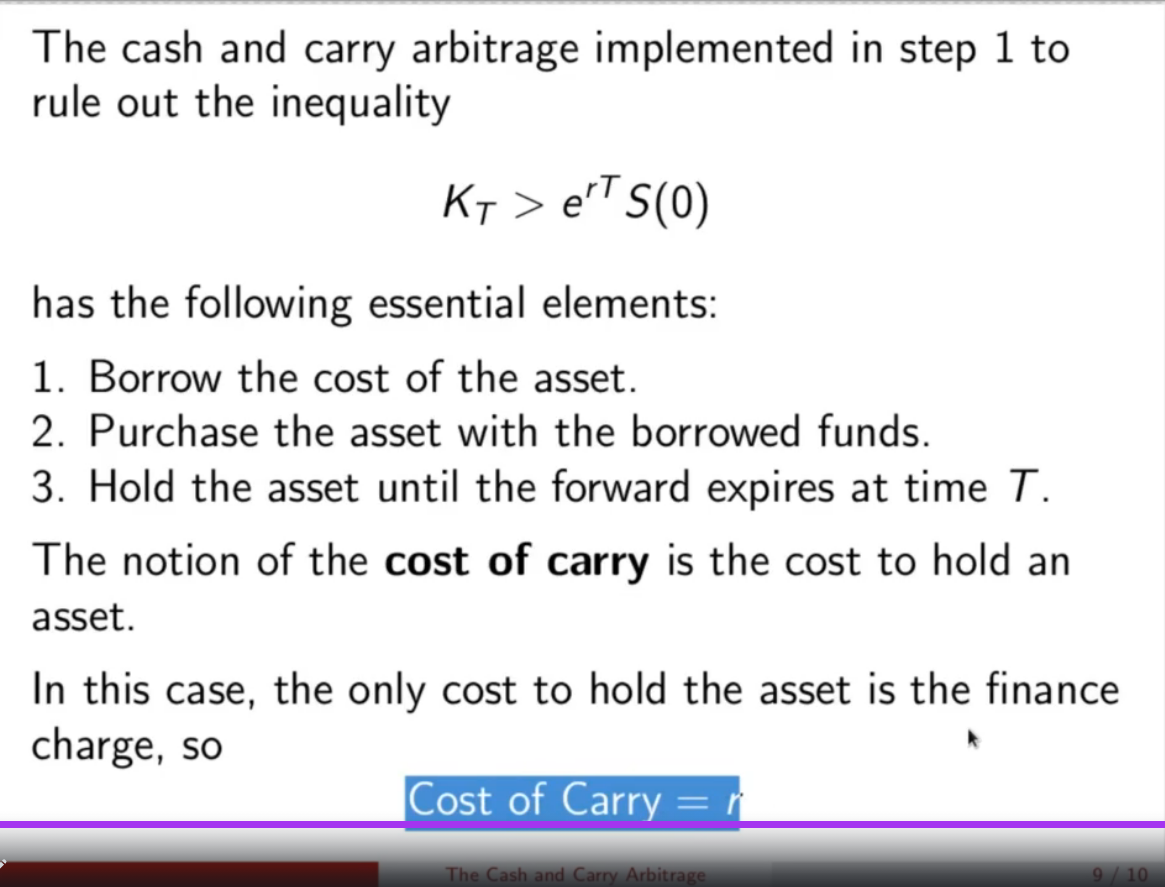 The cash and carry arbitrage implemented in step 1 to
rule out the inequality
K_T > e^{rT} S(0)
has the following essential elements:
1. Borrow the cost of the asset.
2. Purchase the asset with the borrowed funds.
3. Hold the asset until the forward expires at time T.
The notion of the cost of carry is the cost to hold an
asset.
In this case, the only cost to hold the asset is the finance
charge, so
Cost of Carry = r
The Cash and Carry Arbitrage
9 / 10